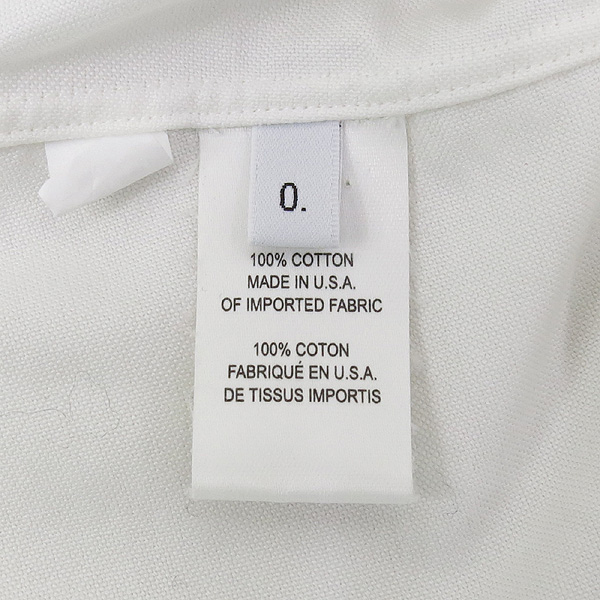 0.
100% COTTON
MADE IN U.S.A.
OF IMPORTED FABRIC
100% COTON
FABRIQUÉ EN U.S.A.
DE TISSUS IMPORTIS